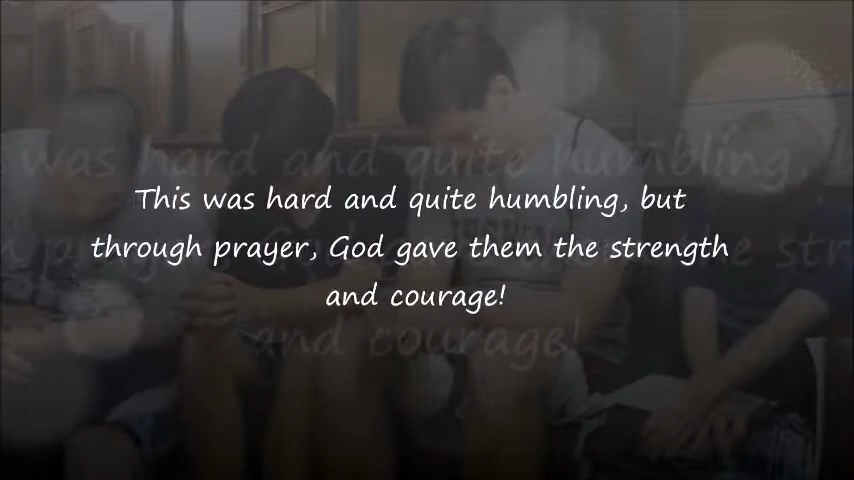 This was hard and quite humbling, but
through prayer, God gave them the strength
and courage!